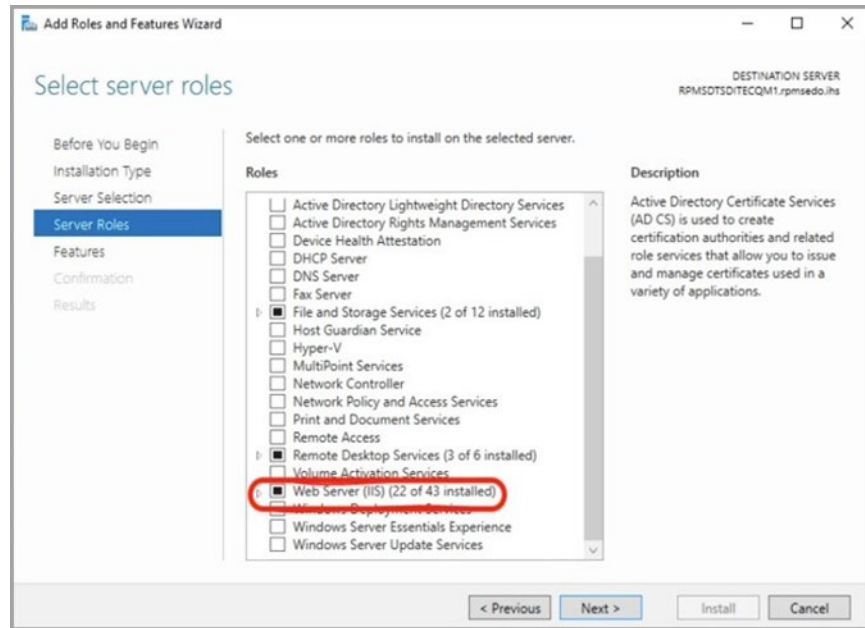 Add Roles and Features Wizard
Select server roles
DESTINATION SERVER
RPMSDTSDITECQM1.rpmsedo.ihs
Before You Begin
Installation Type
Server Selection
Server Roles
Features
Confirmation
Results
Select one or more roles to install on the selected server.
Roles
Active Directory Lightweight Directory Services
Active Directory Rights Management Services
Device Health Attestation
DHCP Server
DNS Server
Fax Server
File and Storage Services (2 of 12 installed)
Host Guardian Service
Hyper-V
MultiPoint Services
Network Controller
Network Policy and Access Services
Print and Document Services
Remote Access
Remote Desktop Services (3 of 6 installed)
Volume Activation Services
Web Server (IIS) (22 of 43 installed)
Windows Deployment Services
Windows Server Essentials Experience
Windows Server Update Services
Description
Active Directory Certificate Services
(AD CS) is used to create
certification authorities and related
role services that allow you to issue
and manage certificates used in a
variety of applications.
< Previous
Next >
Install
Cancel